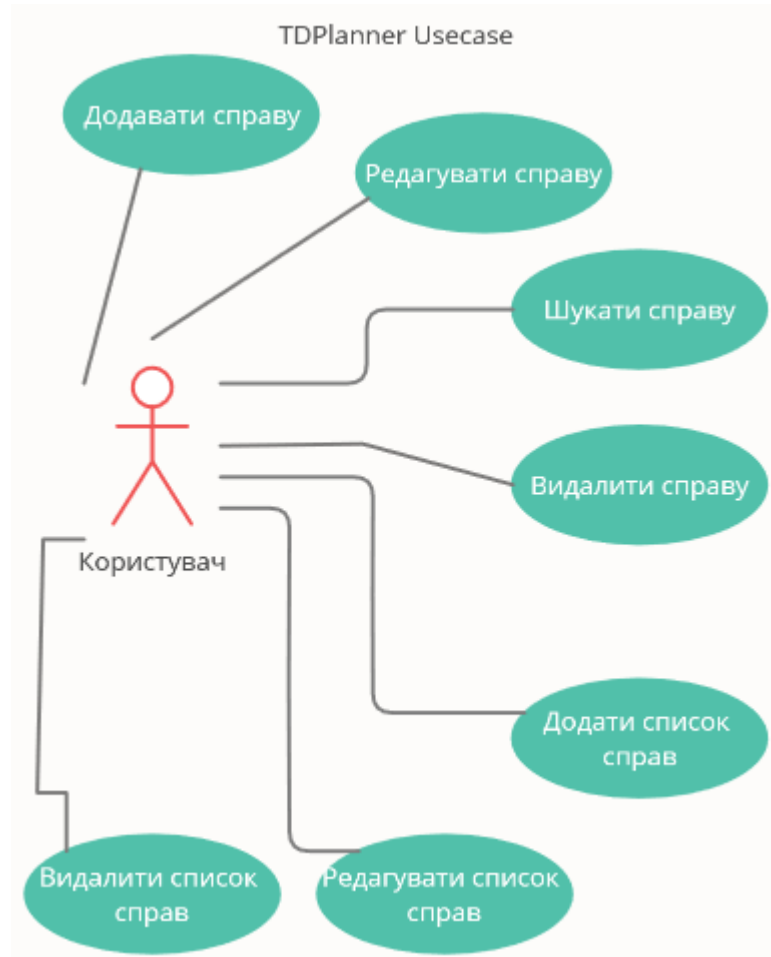 TDPlanner Usecase
Додавати справу
Редагувати справу
Шукати справу
Видалити справу
Користувач
Додати список
справ
Видалити список
справ
Редагувати список
справ